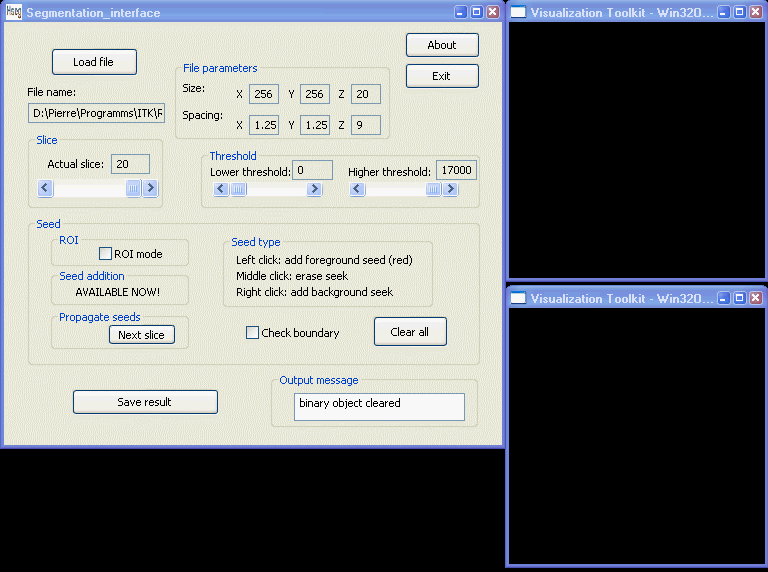 Hseg Segmentation_interface
Visualization Toolkit - Win32O...
Load file
About
Exit
File name:
D:\Pierre\Programms\ITK\F
File parameters
Size: X 256 Y 256 Z 20
Spacing: X 1.25 Y 1.25 Z 9
Slice
Actual slice: 20
Threshold
Lower threshold: 0 Higher threshold: 17000
Seed
ROI
ROI mode
Seed addition
AVAILABLE NOW!
Propagate seeds
Next slice
Seed type
Left click: add foreground seed (red)
Middle click: erase seek
Right click: add background seek
Check boundary
Clear all
Save result
Output message
binary object cleared
Visualization Toolkit - Win32O...